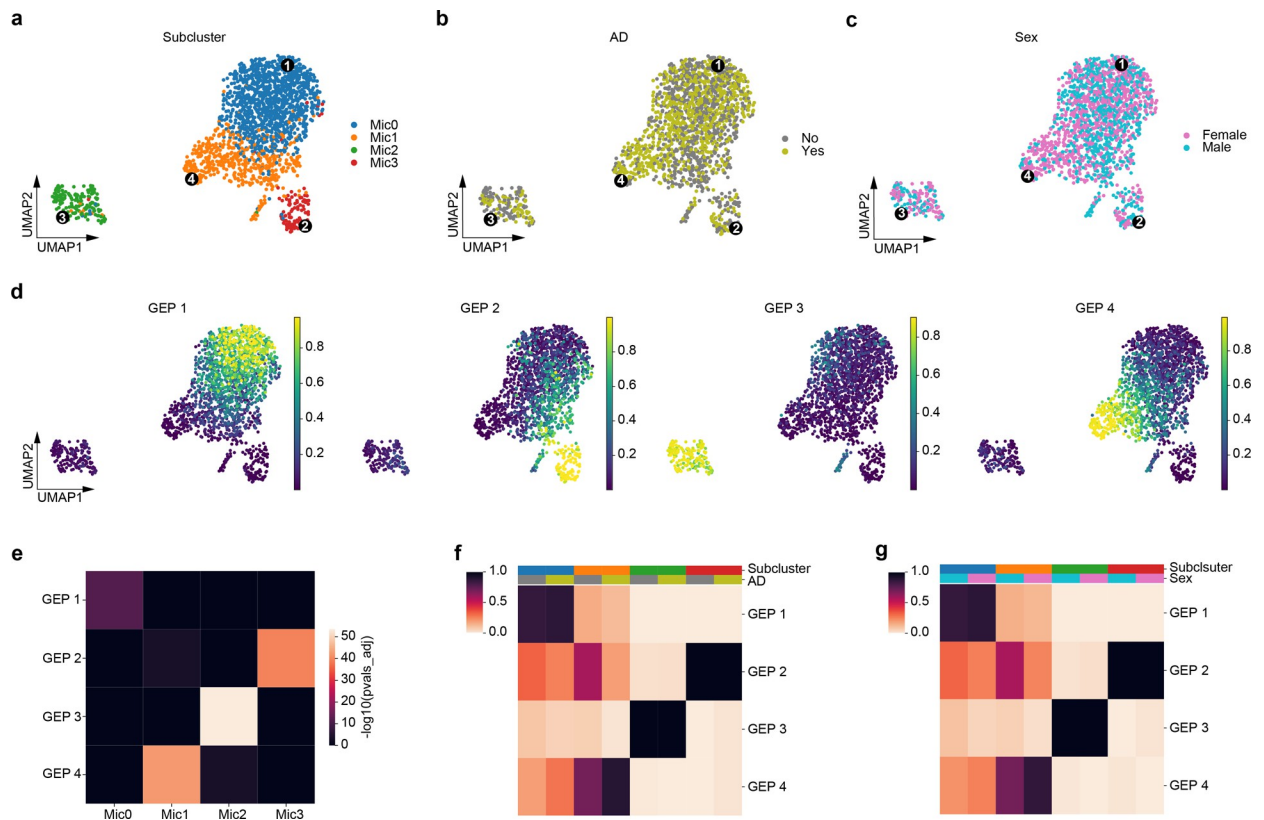 a
b
c
Subcluster
AD
Sex
1
1
1
Mic0
Mic1
Mic2
Mic3
No
Yes
Female
Male
4
4
4
3
3
3
2
2
2
UMAP2
UMAP1
UMAP2
UMAP1
UMAP2
UMAP1
d
GEP 1
GEP 2
GEP 3
GEP 4
0.8
0.6
0.4
0.2
0.8
0.6
0.4
0.2
0.8
0.6
0.4
0.2
0.8
0.6
0.4
0.2
UMAP2
UMAP1
e
GEP 1
GEP 2
GEP 3
GEP 4
Mic0
Mic1
Mic2
Mic3
50
40
30
20
10
0
-log10(pvals_adj)
f
1.0
0.5
0.0
Subcluster
AD
GEP 1
GEP 2
GEP 3
GEP 4
g
1.0
0.5
0.0
Subclsuter
Sex
GEP 1
GEP 2
GEP 3
GEP 4